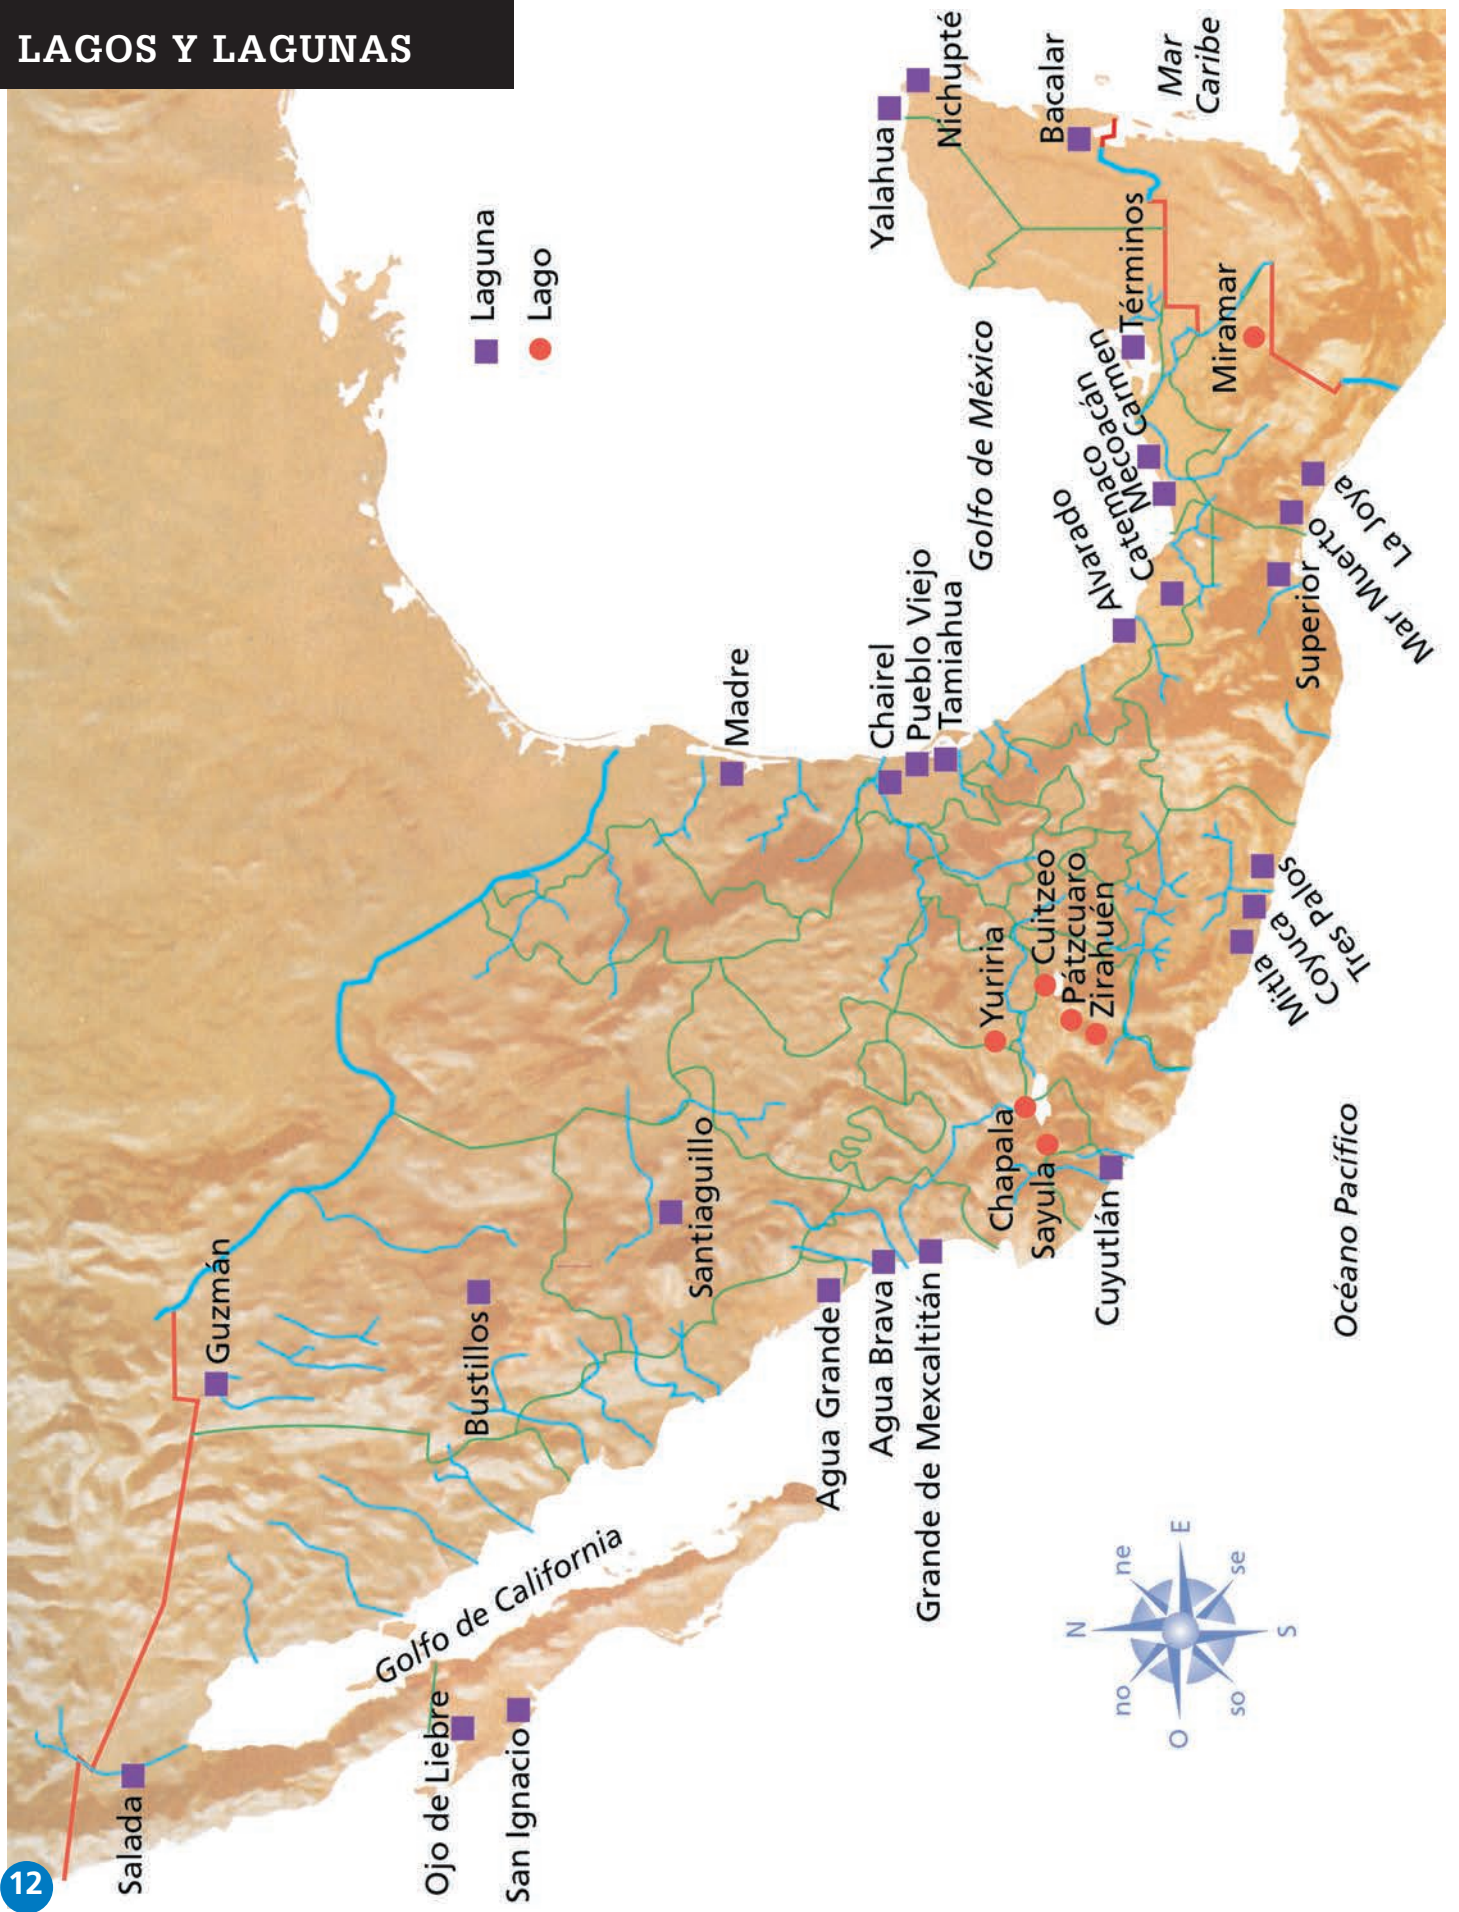 LAGOS Y LAGUNAS
Laguna
Lago
Salada
Guzmán
Ojo de Liebre
San Ignacio
Bustillos
Santiaguillo
Madre
Golfo de California
Agua Grande
Agua Brava
Grande de Mexcaltitán
Chairel
Pueblo Viejo
Tamiahua
Golfo de México
Yuriria
Cuitzeo
Pátzcuaro
Zirahuén
Chapala
Sayula
Cuyutlán
Mitla
Coyuca
Tres Palos
Alvarado
Catemaco
Mecoacán
Carmen
Términos
Yalahua
Nichupté
Bacalar
Mar
Caribe
Miramar
Superior
Mar Muerto
La Joya
Océano Pacífico
N
ne
E
se
S
so
O
no
12